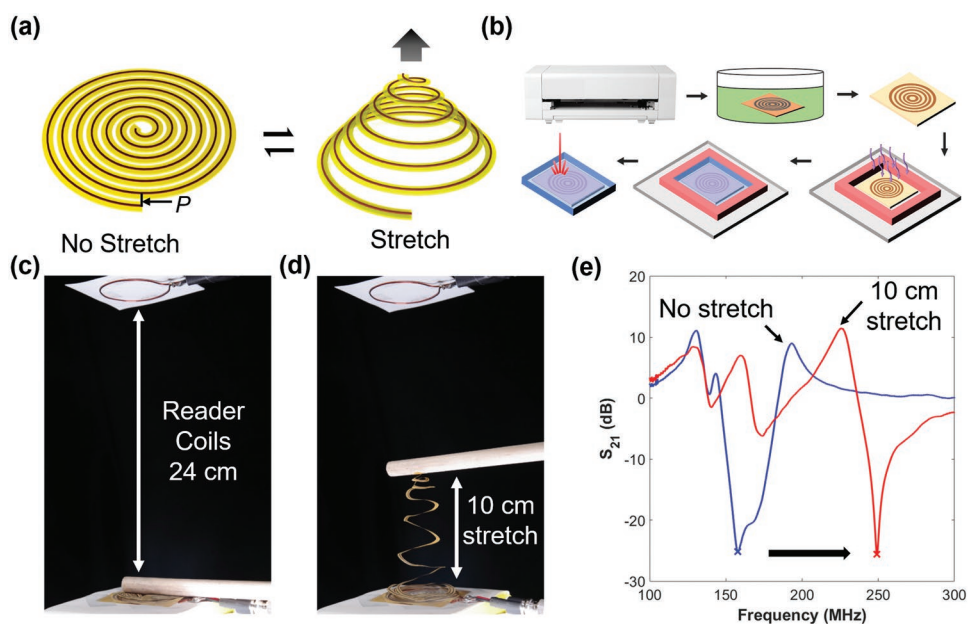 (a)
P
No Stretch
Stretch
(b)
(c)
Reader
Coils
24 cm
(d)
10 cm
stretch
(e)
20
10
0
-10
-20
-30
S21 (dB)
No stretch
10 cm
stretch
100
150
200
250
300
Frequency (MHz)